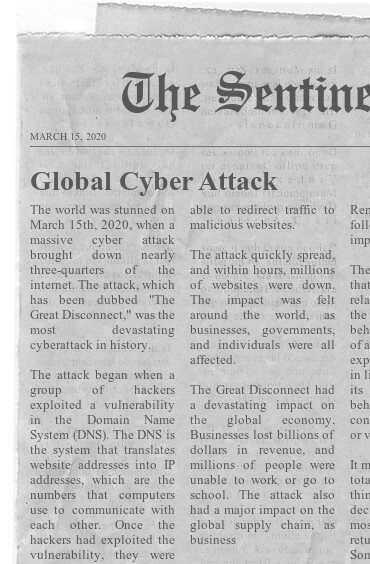 The Sentine
MARCH 15, 2020
Global Cyber Attack
The world was stunned on
March 15th, 2020, when a
massive cyber attack
brought down nearly
three-quarters of the
internet. The attack, which
has been dubbed "The
Great Disconnect," was the
most devastating
cyberattack in history.
The attack began when a
group of hackers
exploited a vulnerability
in the Domain Name
System (DNS). The DNS is
the system that translates
website addresses into IP
addresses, which are the
numbers that computers
use to communicate with
each other. Once the
hackers had exploited the
vulnerability, they were
able to redirect traffic to
malicious websites.
The attack quickly spread,
and within hours, millions
of websites were down.
The impact was felt
around the world, as
businesses, governments,
and individuals were all
affected.
The Great Disconnect had
a devastating impact on
the global economy.
Businesses lost billions of
dollars in revenue, and
millions of people were
unable to work or go to
school. The attack also
had a major impact on the
global supply chain, as
business
Ren
follo
imp
The
that
rela
the
beh
of a
exp
in li
its
beh
con
or v
It m
tota
thin
dec
mos
retu
Son